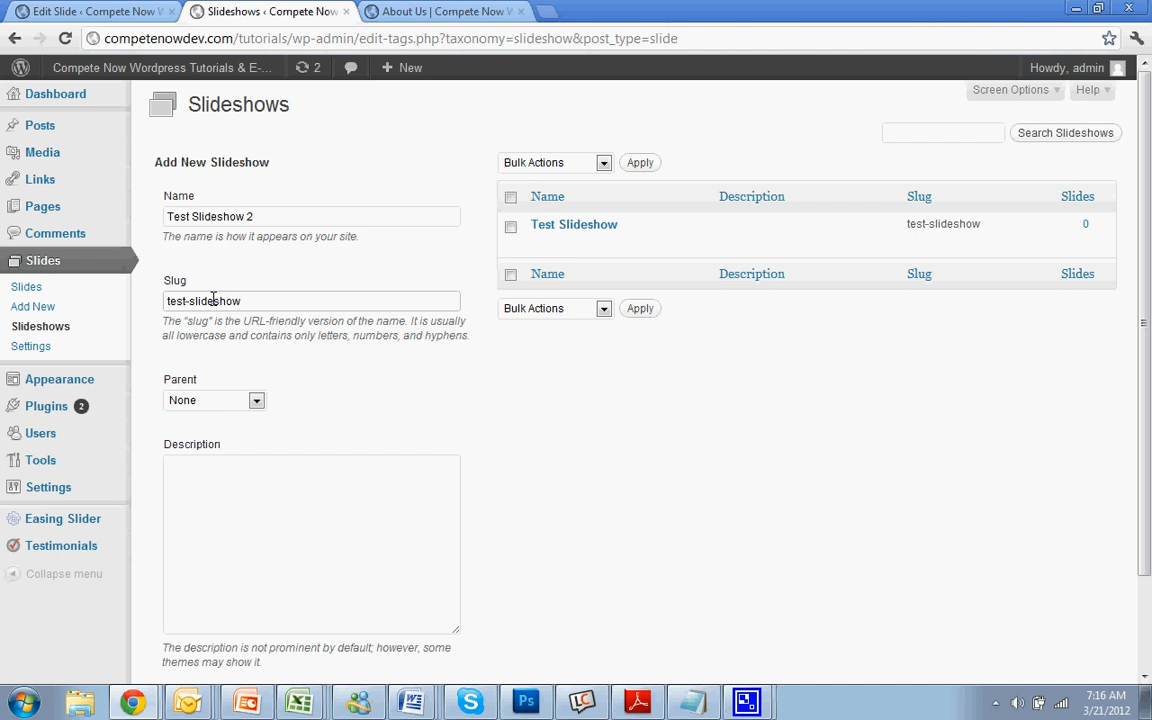 Edit Slide ‹ Compete Now W
Slideshows ‹ Compete Now
About Us | Compete Now W
competenowdev.com/tutorials/wp-admin/edit-tags.php?taxonomy=slideshow&post_type=slide
Compete Now Wordpress Tutorials & E-...
2
New
Howdy, admin
Dashboard
Posts
Media
Links
Pages
Comments
Slides
Slides
Add New
Slideshows
Settings
Appearance
Plugins 2
Users
Tools
Settings
Easing Slider
Testimonials
Collapse menu
Slideshows
Screen Options
Help
Search Slideshows
Add New Slideshow
Name
Test Slideshow 2
The name is how it appears on your site.
Slug
test-slideshow
The "slug" is the URL-friendly version of the name. It is usually
all lowercase and contains only letters, numbers, and hyphens.
Parent
None
Description
The description is not prominent by default; however, some
themes may show it.
Bulk Actions
Apply
Name Description Slug Slides
Test Slideshow test-slideshow 0
Name Description Slug Slides
Bulk Actions
Apply
7:16 AM
3/21/2012